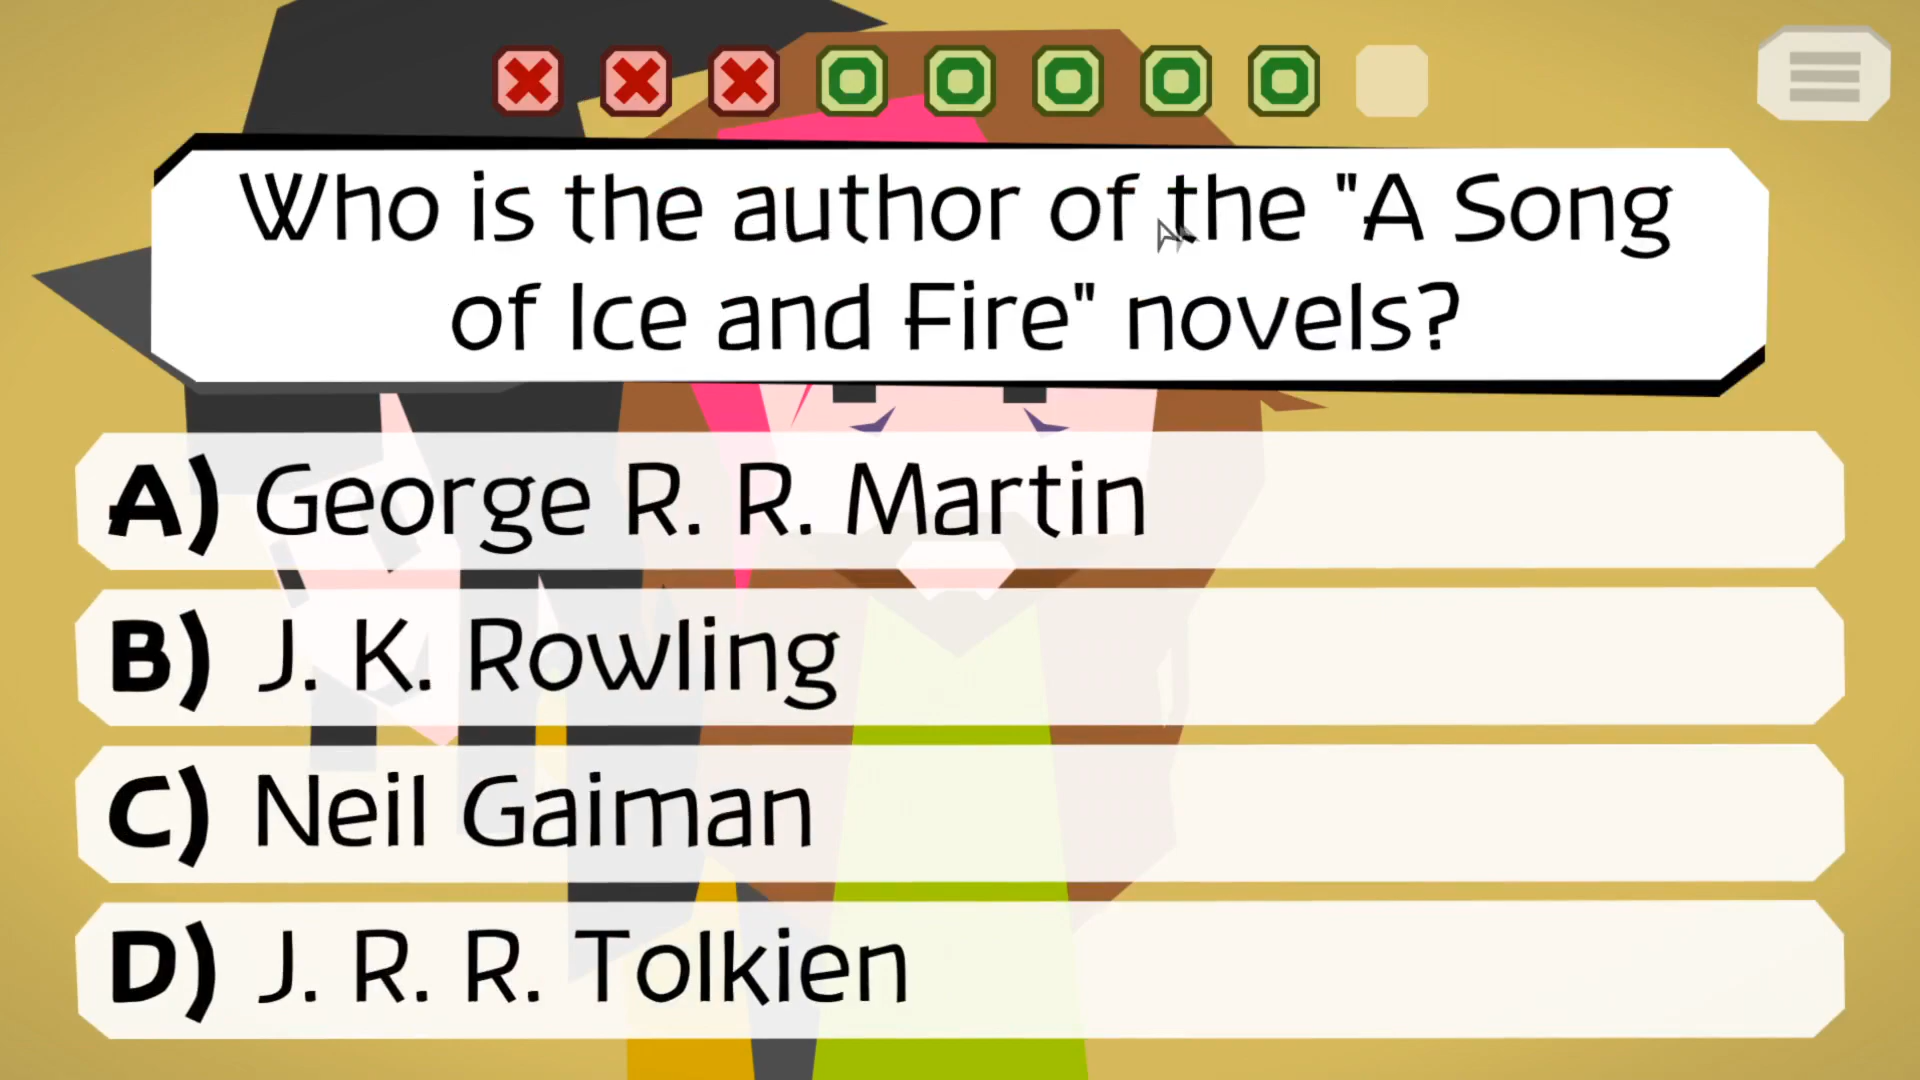 Who is the author of the "A Song
of Ice and Fire" novels?
A) George R. R. Martin
B) J. K. Rowling
C) Neil Gaiman
D) J. R. R. Tolkien